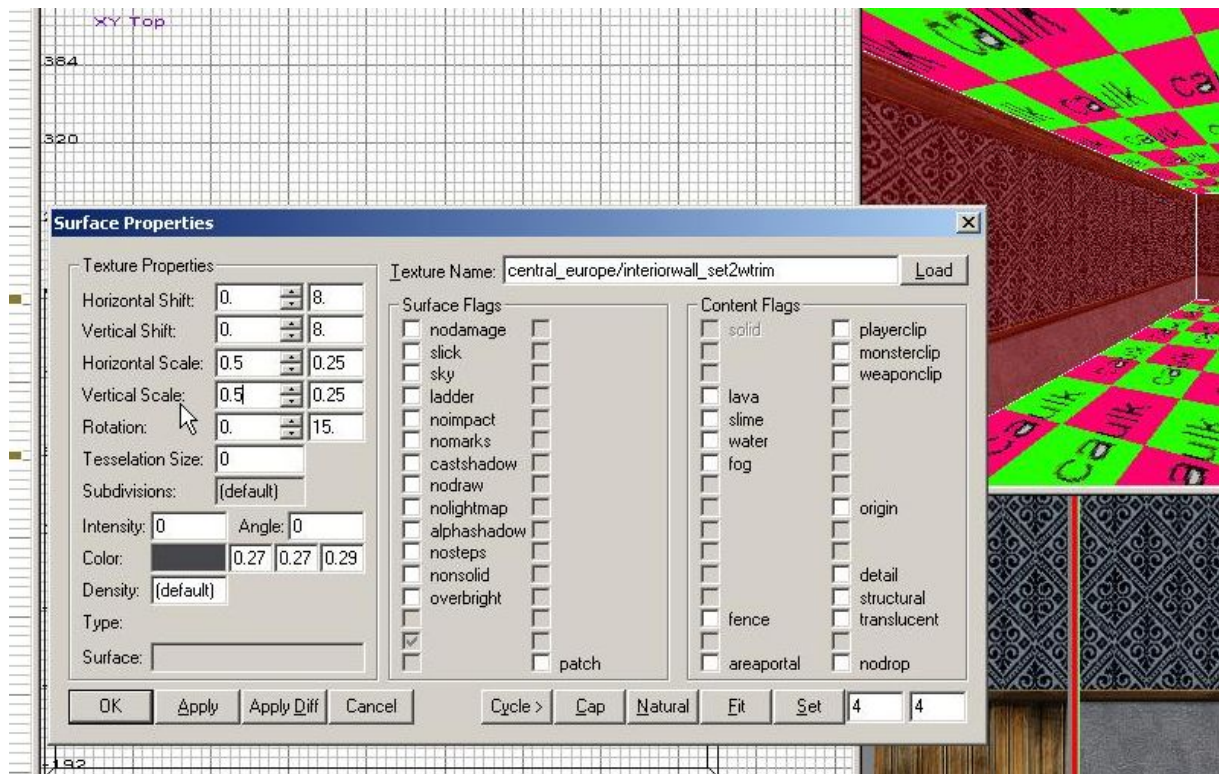 XY Top
384
320
Surface Properties
Texture Properties
Horizontal Shift: 0. 8.
Vertical Shift: 0. 8.
Horizontal Scale: 0.5 0.25
Vertical Scale: 0.5 0.25
Rotation: 0. 15.
Tesselation Size: 0
Subdivisions: (default)
Intensity: 0 Angle: 0
Color: 0.27 0.27 0.29
Density: (default)
Type:
Surface:
Texture Name: central_europe/interiorwall_set2wtrim Load
Surface Flags
nodamage
slick
sky
ladder
noimpact
nomarks
castshadow
nodraw
nolightmap
alphashadow
nosteps
nonsolid
overbright
patch
Content Flags
solid
lava
slime
water
fog
fence
areaportal
playerclip
monsterclip
weaponclip
origin
detail
structural
translucent
nodrop
OK Apply Apply Diff Cancel Cycle > Cap Natural Fit Set 4 4
-192
caulk
caulk
caulk
caulk
caulk